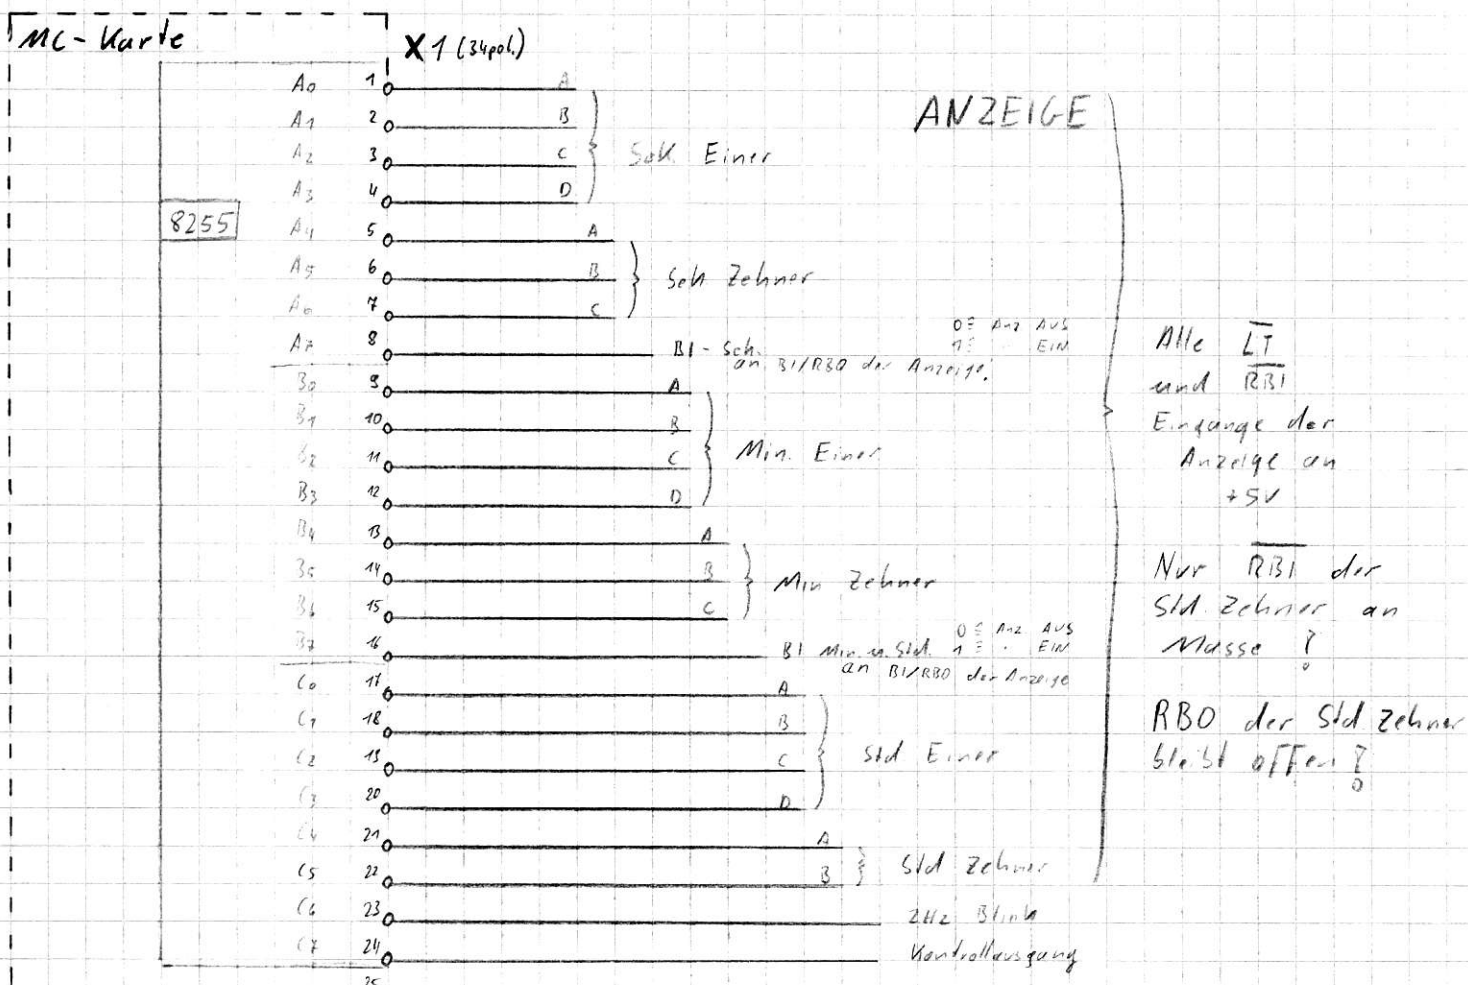 MC-Karte
X1 (34pol.)
ANZEIGE
8255
A0 1 A
A1 2 B
A2 3 C
A3 4 D
Sek. Einer
A4 5 A
A5 6 B
A6 7 C
Sek Zehner
A7 8 BI - Sek. 0≙ Anz AUS
1≙ " EIN
an BI/RBO der Anzeige!
B0 9 A
B1 10 B
B2 11 C
B3 12 D
Min. Einer
B4 13 A
B5 14 B
B6 15 C
Min Zehner
B7 16 BI Min. u. Std. 0≙ Anz AUS
1≙ " EIN
an BI/RBO der Anzeige
C0 17 A
C1 18 B
C2 19 C
C3 20 D
Std Einer
C4 21 A
C5 22 B
Std Zehner
C6 23 2Hz Blink
C7 24 Kontrollausgang
25
Alle LT
und RBI
Eingänge der
Anzeige an
+5V
Nur RBI der
Std. Zehner an
Masse !
RBO der Std Zehner
bleibt offen !